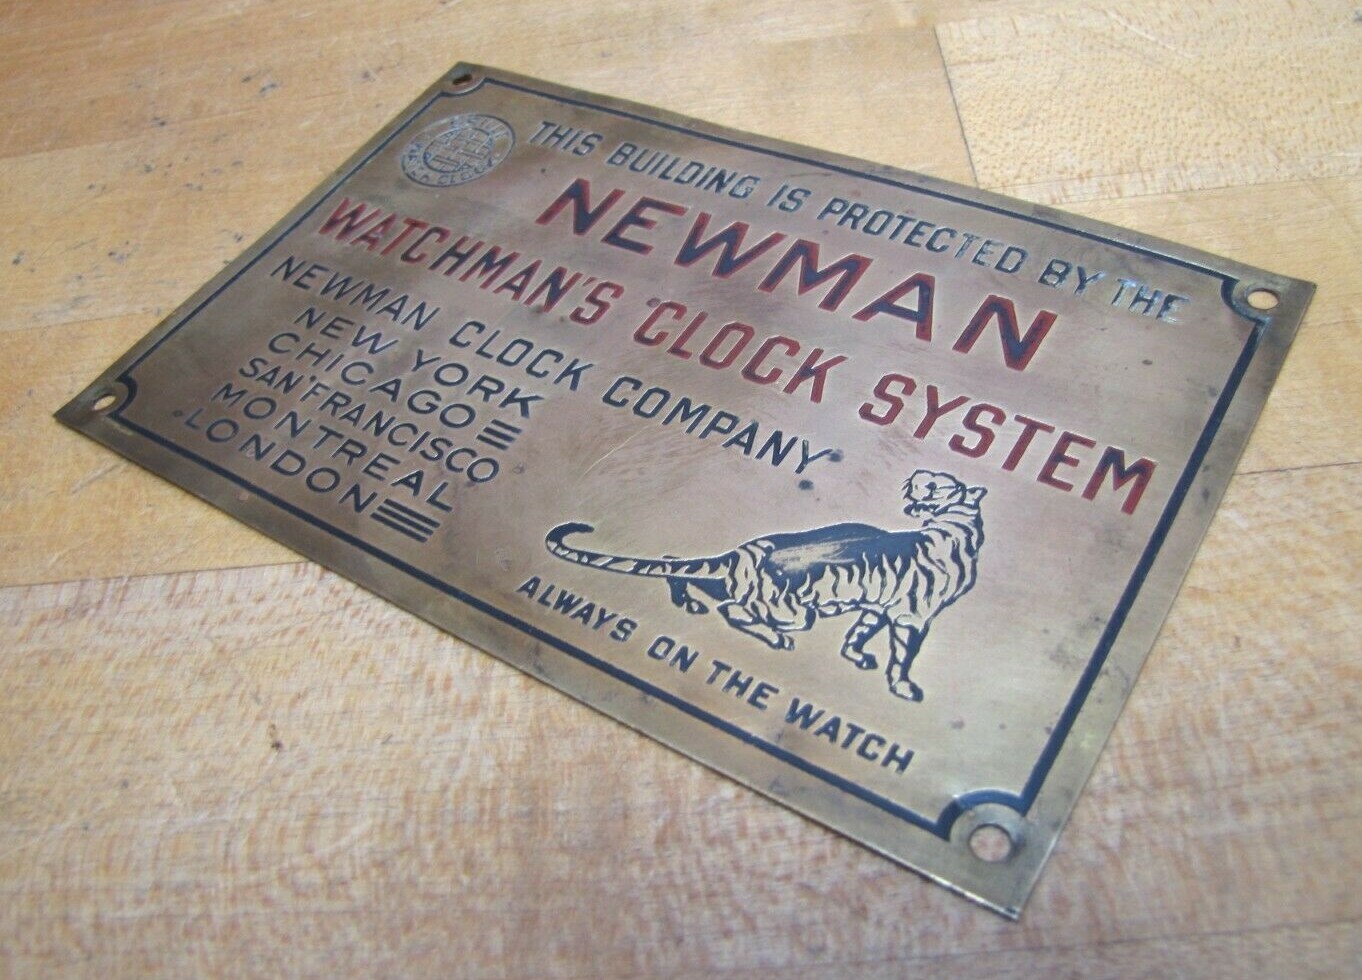 THIS BUILDING IS PROTECTED BY THE
NEWMAN
WATCHMAN'S CLOCK SYSTEM
NEWMAN CLOCK COMPANY
NEW YORK
CHICAGO
SAN FRANCISCO
MONTREAL
LONDON
ALWAYS ON THE WATCH